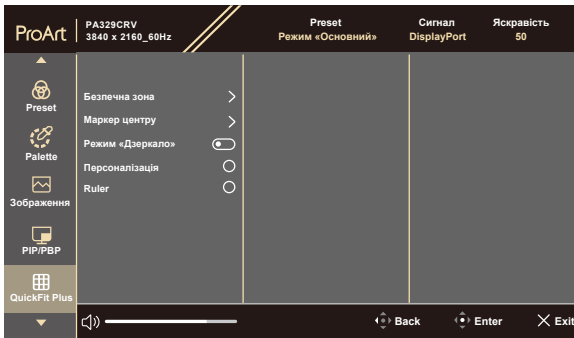 ProArt
PA329CRV
3840 x 2160_60Hz
Preset
Режим «Основний»
Сигнал
DisplayPort
Яскравість
50
Preset
Palette
Зображення
PIP/PBP
QuickFit Plus
Безпечна зона
Маркер центру
Режим «Дзеркало»
Персоналізація
Ruler
Back
Enter
Exit